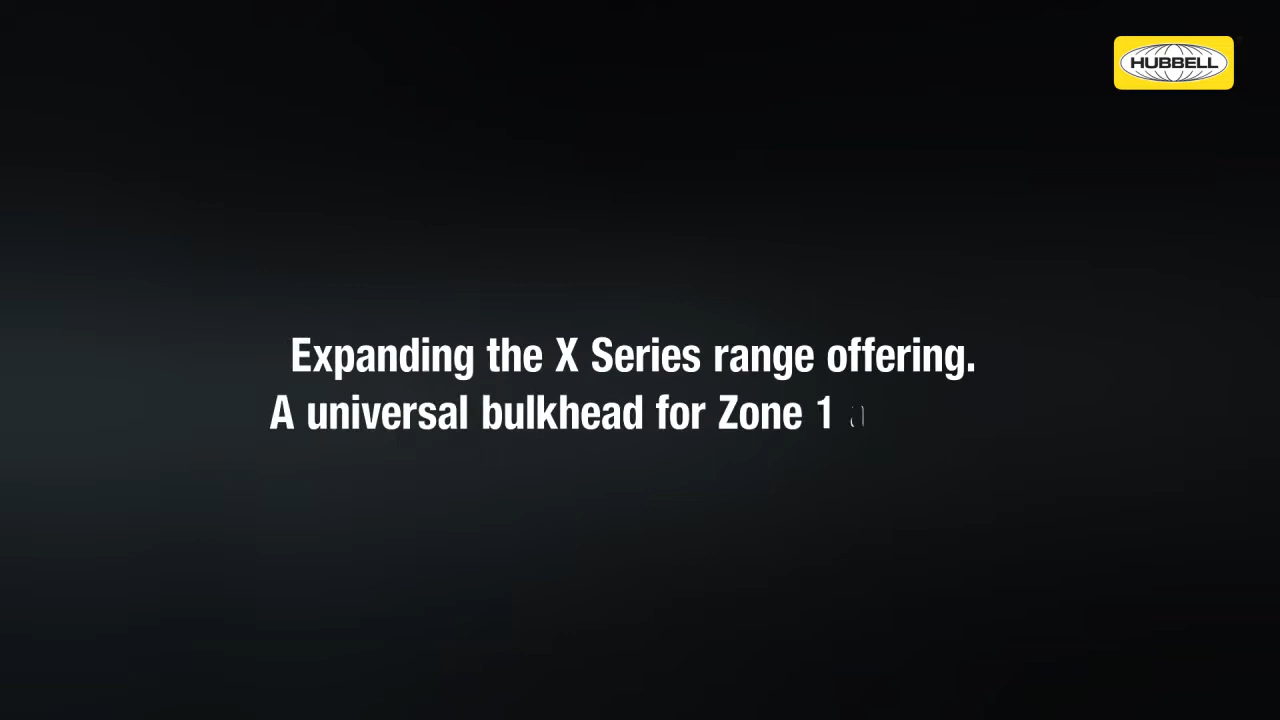 HUBBELL
Expanding the X Series range offering.
A universal bulkhead for Zone 1 a